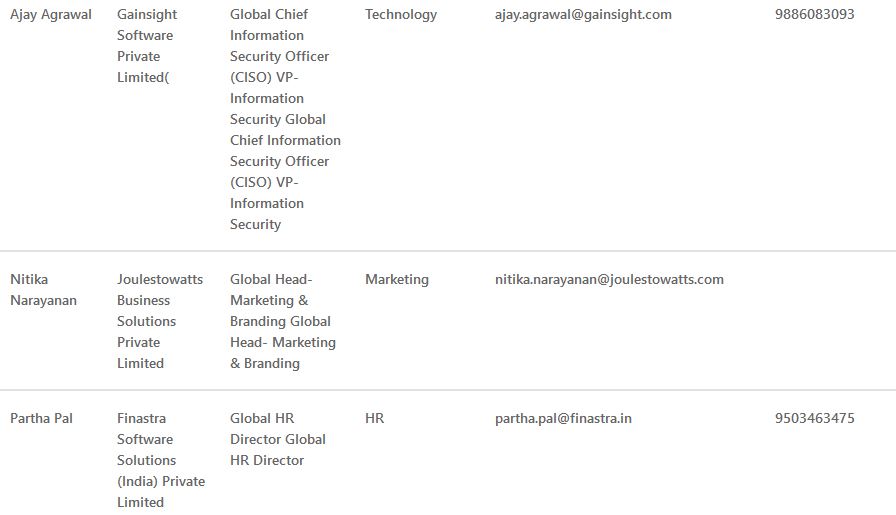 Ajay Agrawal
Gainsight
Software
Private
Limited(
Global Chief
Information
Security Officer
(CISO) VP-
Information
Security Global
Chief Information
Security Officer
(CISO) VP-
Information
Security
Technology
ajay.agrawal@gainsight.com
9886083093
Nitika
Narayanan
Joulestowatts
Business
Solutions
Private
Limited
Global Head-
Marketing &
Branding Global
Head- Marketing
& Branding
Marketing
nitika.narayanan@joulestowatts.com
Partha Pal
Finastra
Software
Solutions
(India) Private
Limited
Global HR
Director Global
HR Director
HR
partha.pal@finastra.in
9503463475